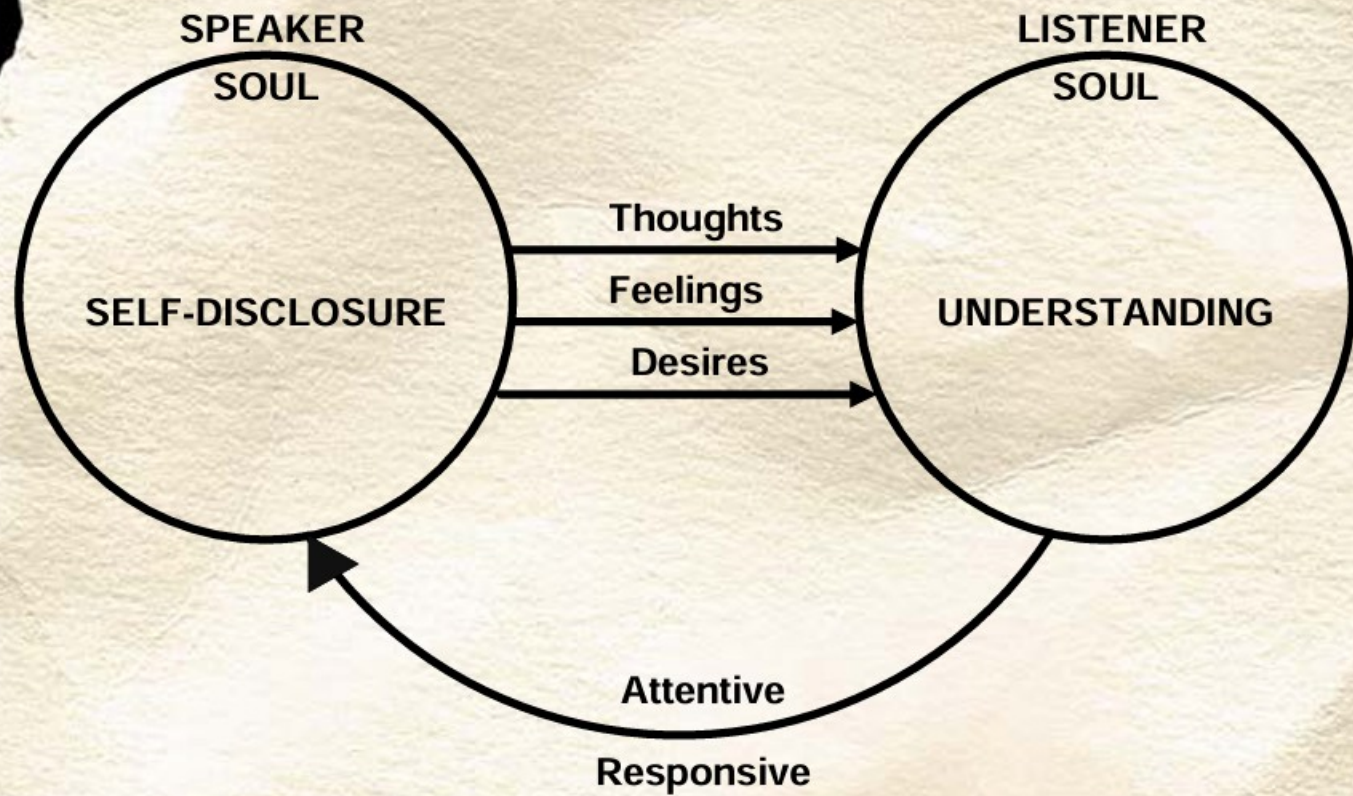 SPEAKER
SOUL
SELF-DISCLOSURE
Thoughts
Feelings
Desires
LISTENER
SOUL
UNDERSTANDING
Attentive
Responsive